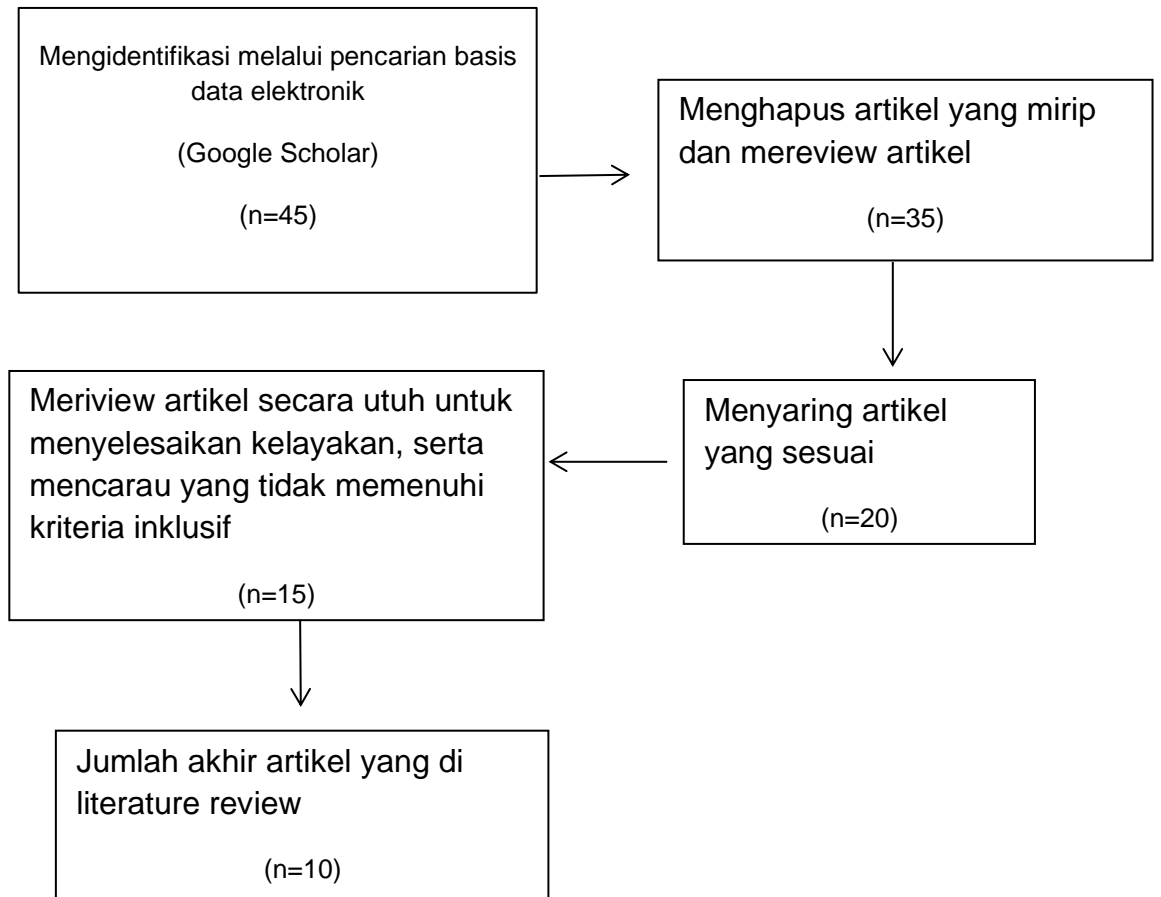 Mengidentifikasi melalui pencarian basis
data elektronik
(Google Scholar)
(n=45)
Menghapus artikel yang mirip
dan mereview artikel
(n=35)
Menyaring artikel
yang sesuai
(n=20)
Meriview artikel secara utuh untuk
menyelesaikan kelayakan, serta
mencarau yang tidak memenuhi
kriteria inklusif
(n=15)
Jumlah akhir artikel yang di
literature review
(n=10)